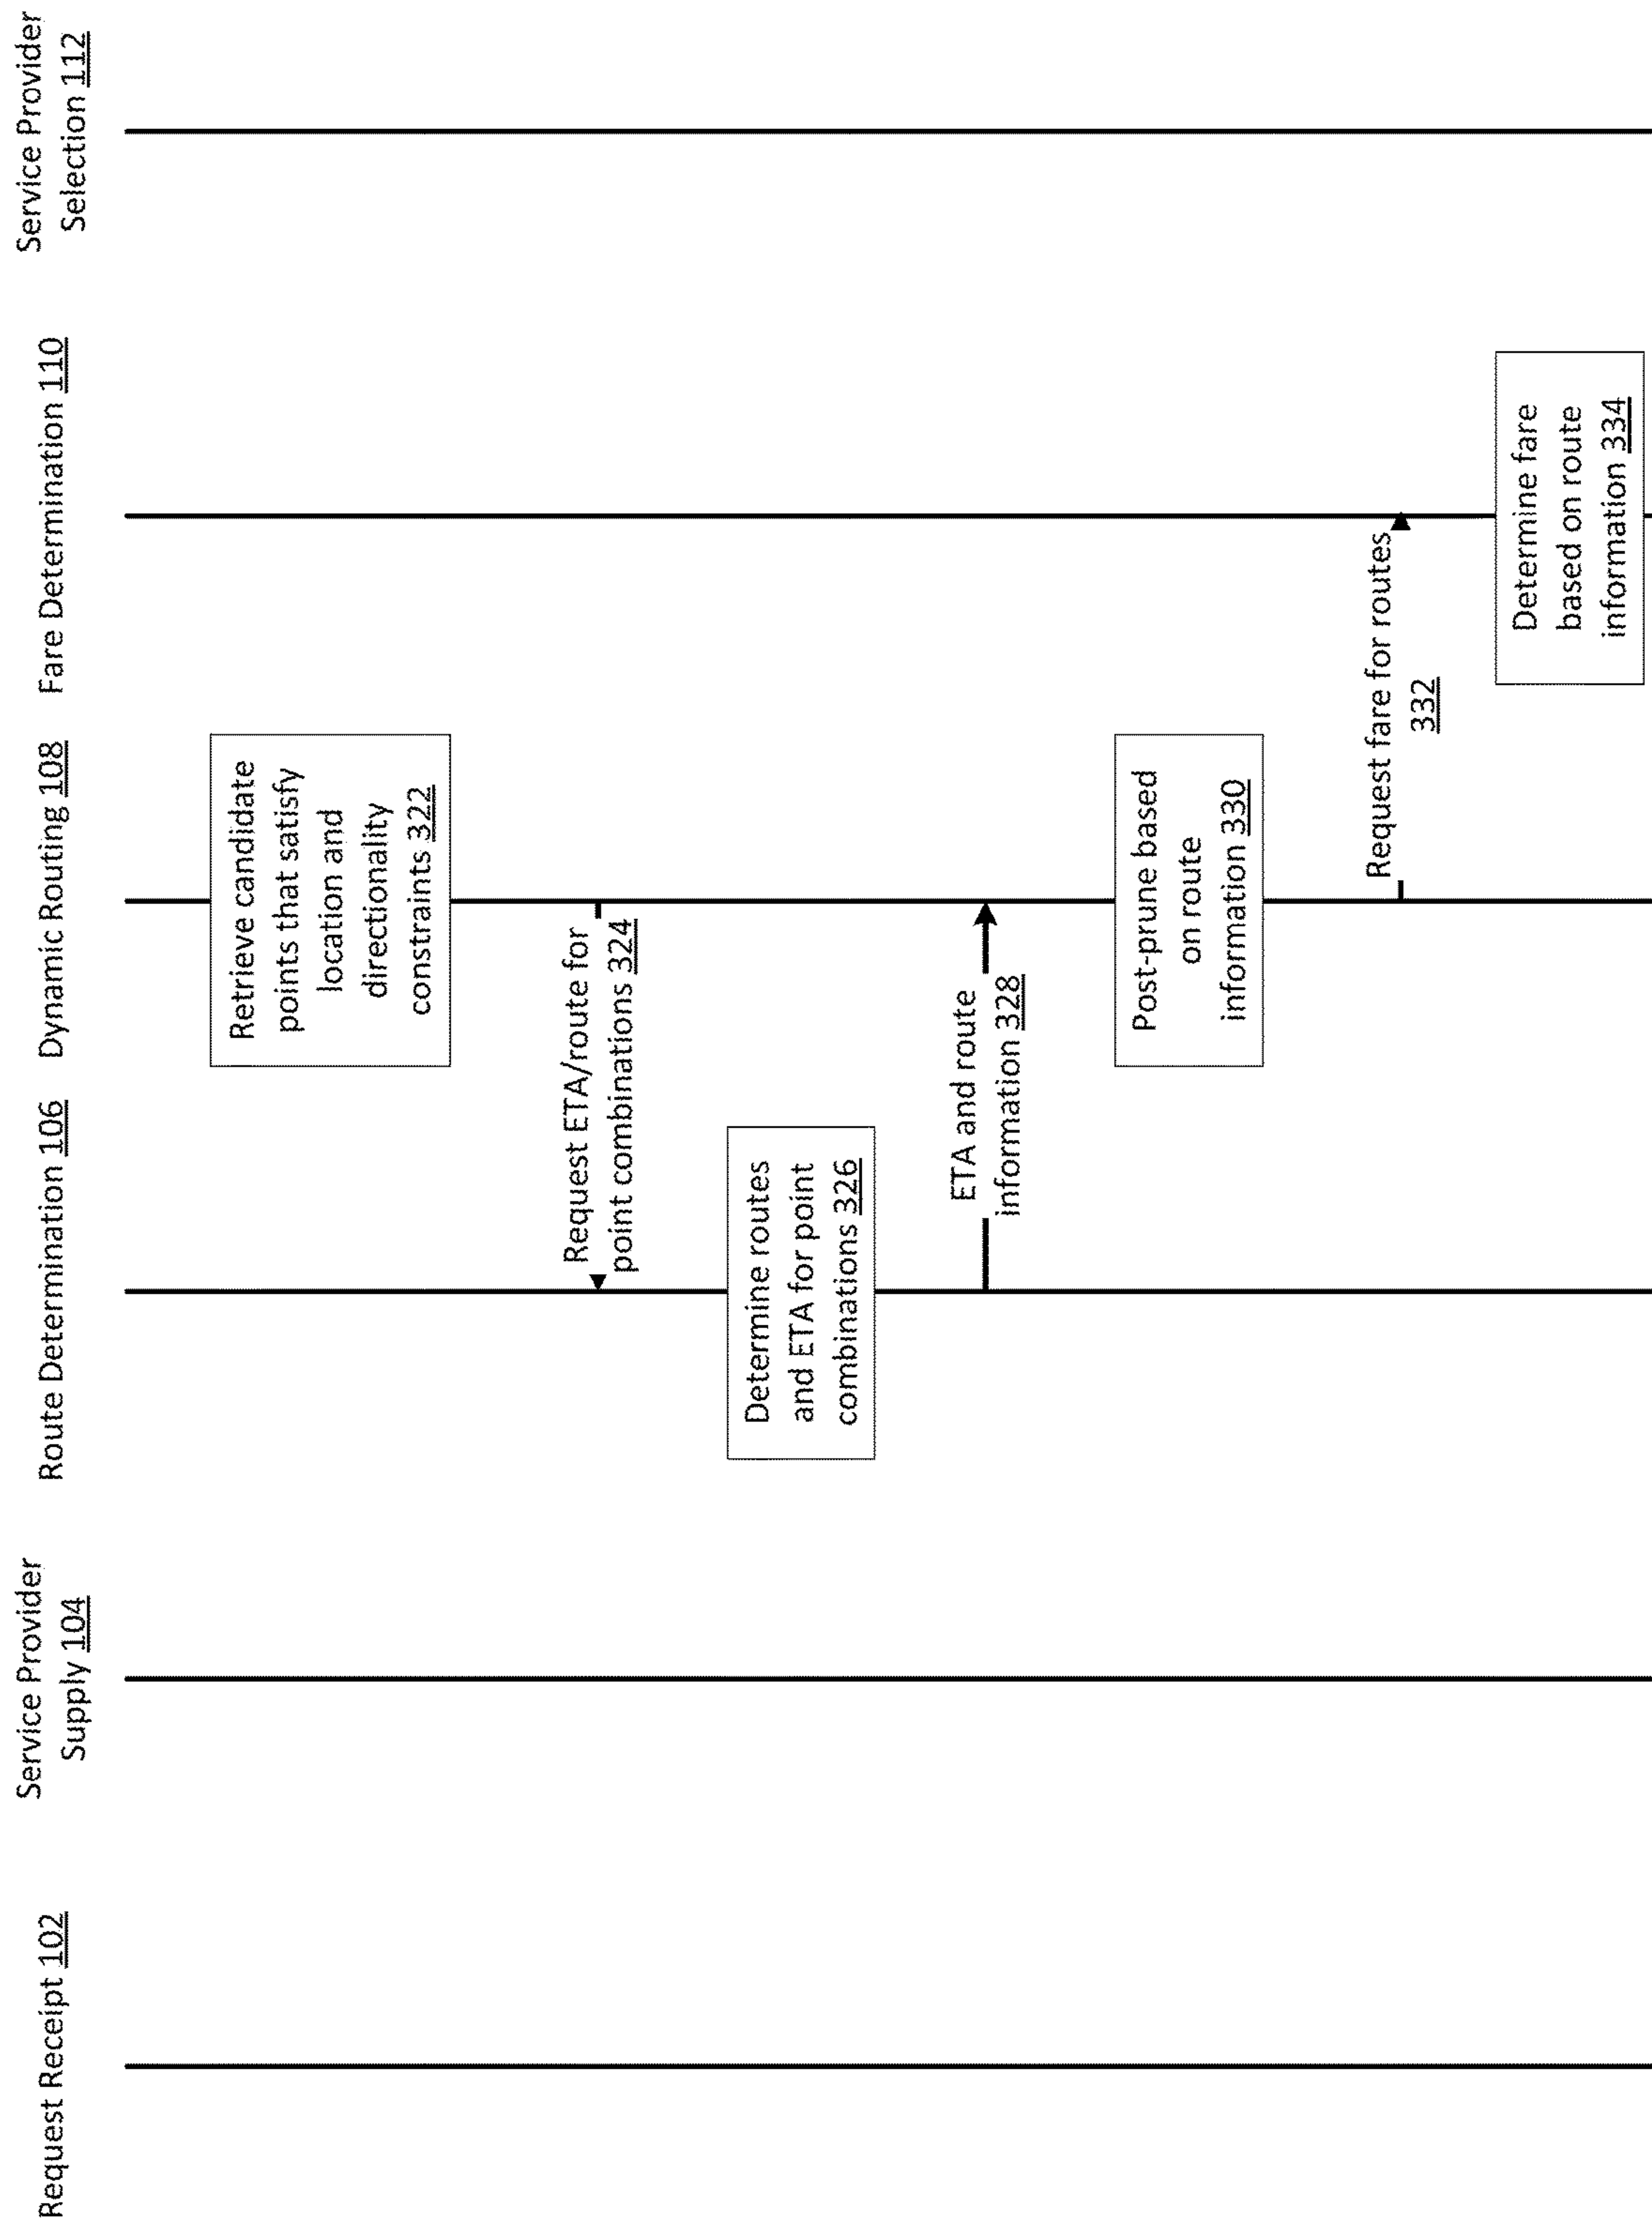 Request Receipt 102
Service Provider
Supply 104
Route Determination 106
Dynamic Routing 108
Fare Determination 110
Service Provider
Selection 112
Retrieve candidate
points that satisfy
location and
directionality
constraints 322
Request ETA/route for
point combinations 324
Determine routes
and ETA for point
combinations 326
ETA and route
information 328
Post-prune based
on route
information 330
Request fare for routes
332
Determine fare
based on route
information 334